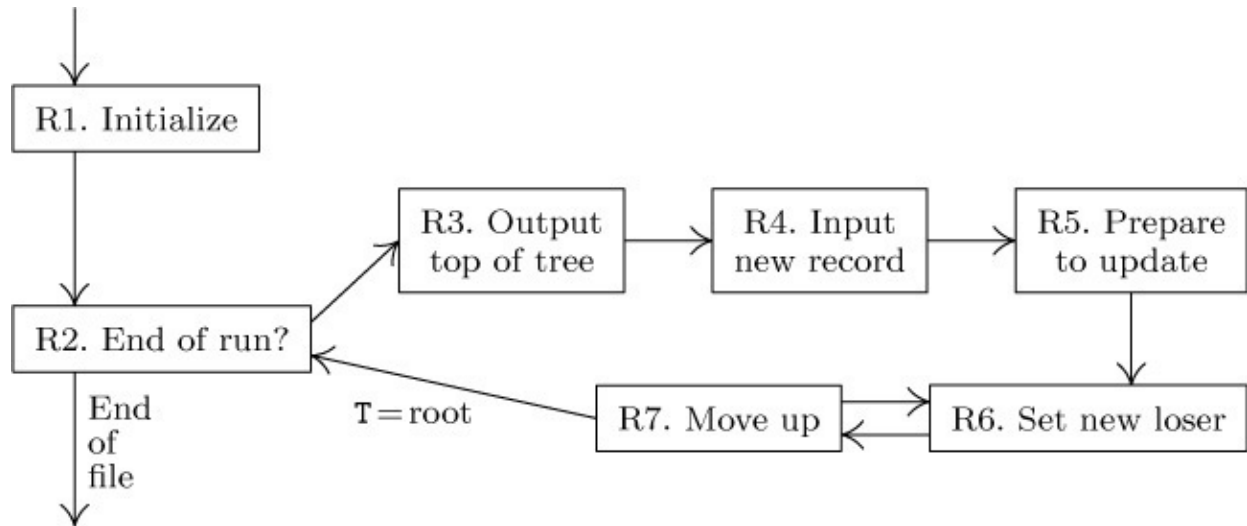 R1. Initialize
R2. End of run?
End
of
file
R3. Output
top of tree
R4. Input
new record
R5. Prepare
to update
R6. Set new loser
R7. Move up
T=root